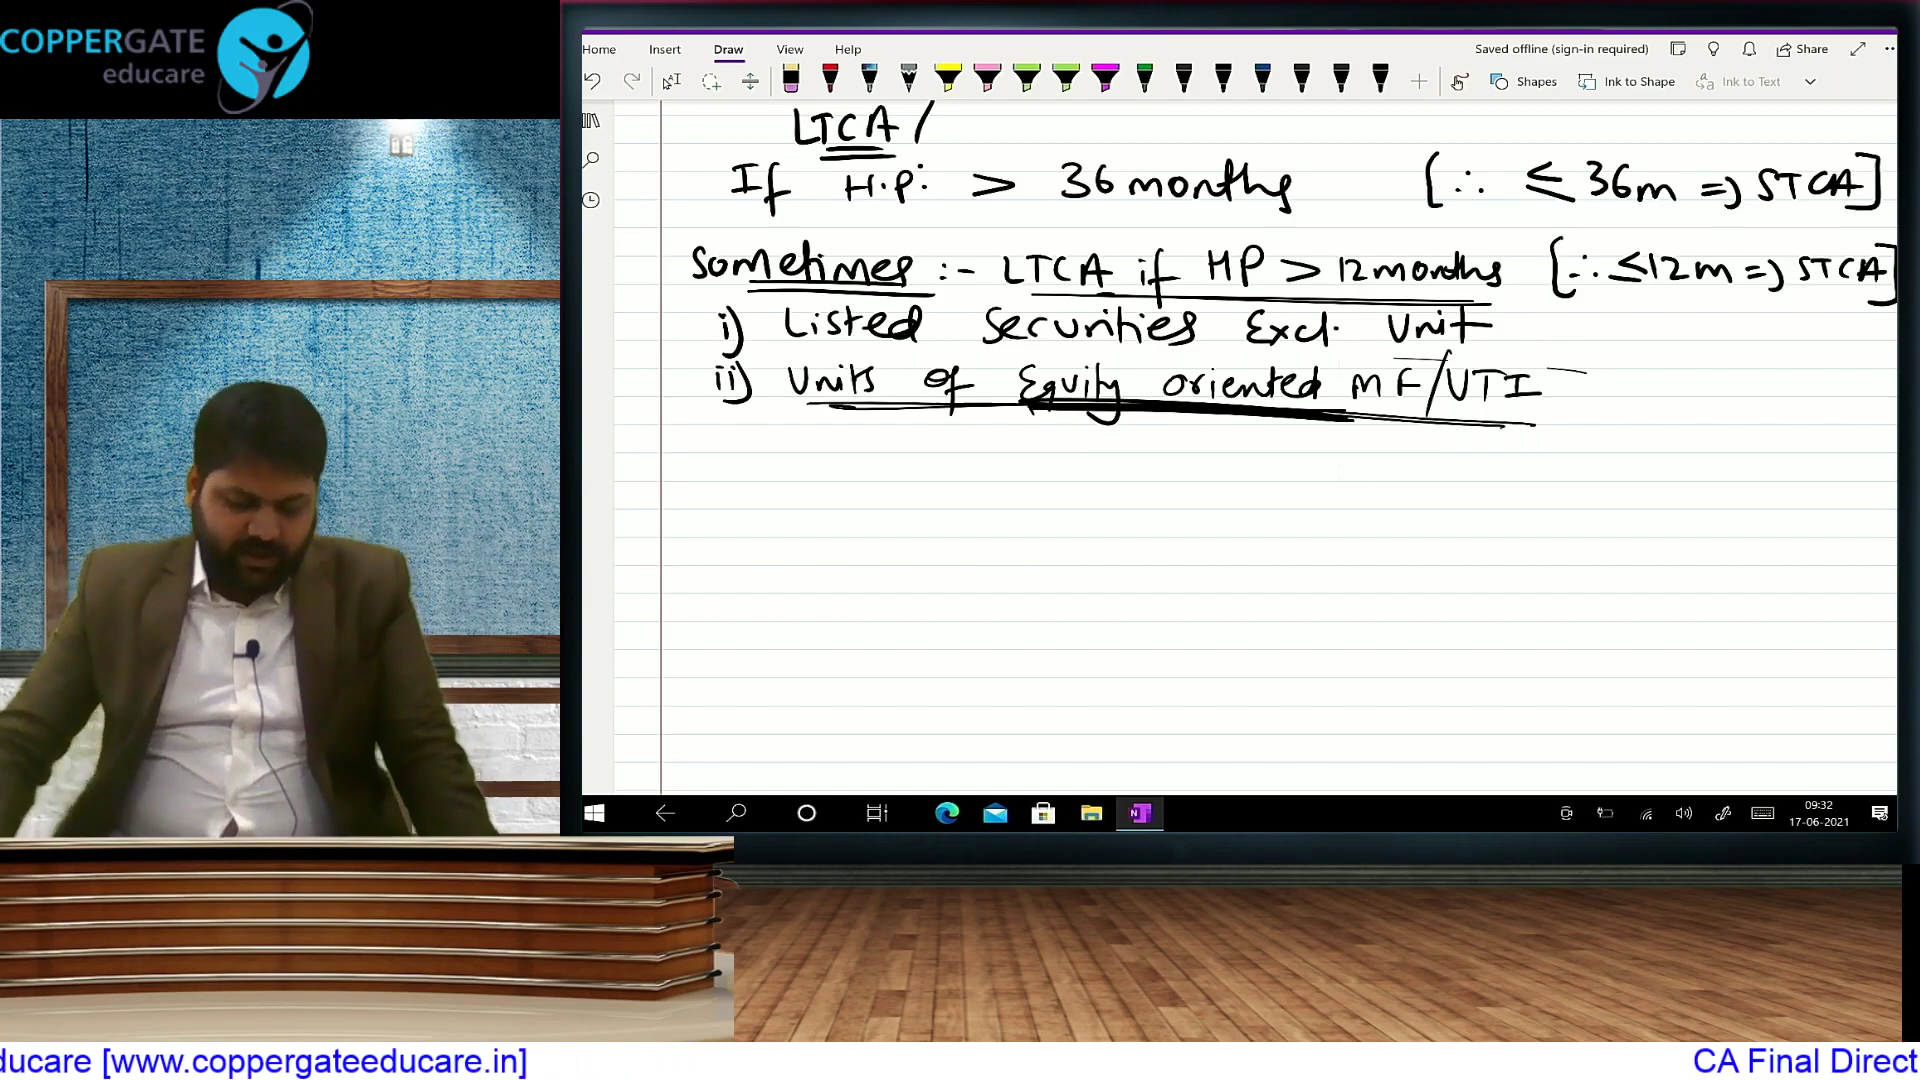 COPPERGATE
educare
Home Insert Draw View Help
Saved offline (sign-in required) Share
Shapes Ink to Shape Ink to Text
LTCA/
If H.P. > 36 months [∴ ≤ 36m => STCA]
Sometimes :- LTCA if HP > 12 months [∴ ≤12m => STCA]
i) Listed Securities Excl. Unit
ii) Units of Equity oriented MF/UTI
09:32
17-06-2021
ducare [www.coppergateeducare.in]
CA Final Direct